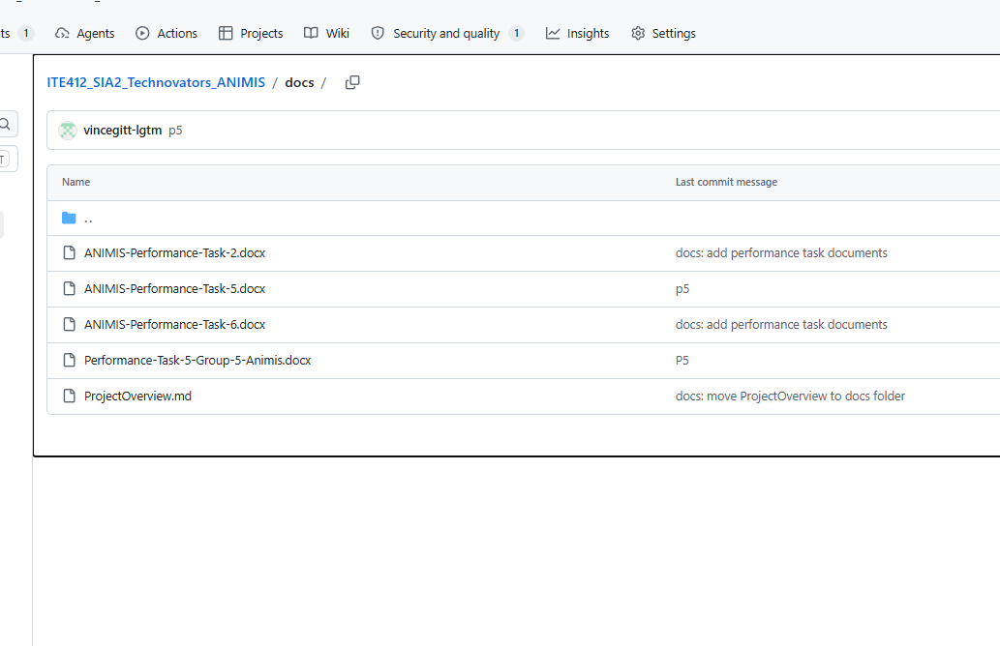 ts 1 Agents Actions Projects Wiki Security and quality 1 Insights Settings
ITE412_SIA2_Technovators_ANIMIS / docs /
vincegitt-lgtm p5
T
Name Last commit message
..
ANIMIS-Performance-Task-2.docx docs: add performance task documents
ANIMIS-Performance-Task-5.docx p5
ANIMIS-Performance-Task-6.docx docs: add performance task documents
Performance-Task-5-Group-5-Animis.docx P5
ProjectOverview.md docs: move ProjectOverview to docs folder